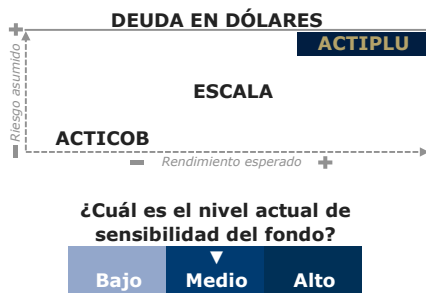 DEUDA EN DÓLARES
ACTIPLU
Riesgo asumido
ESCALA
ACTICOB
Rendimiento esperado
¿Cuál es el nivel actual de
sensibilidad del fondo?
Bajo Medio Alto